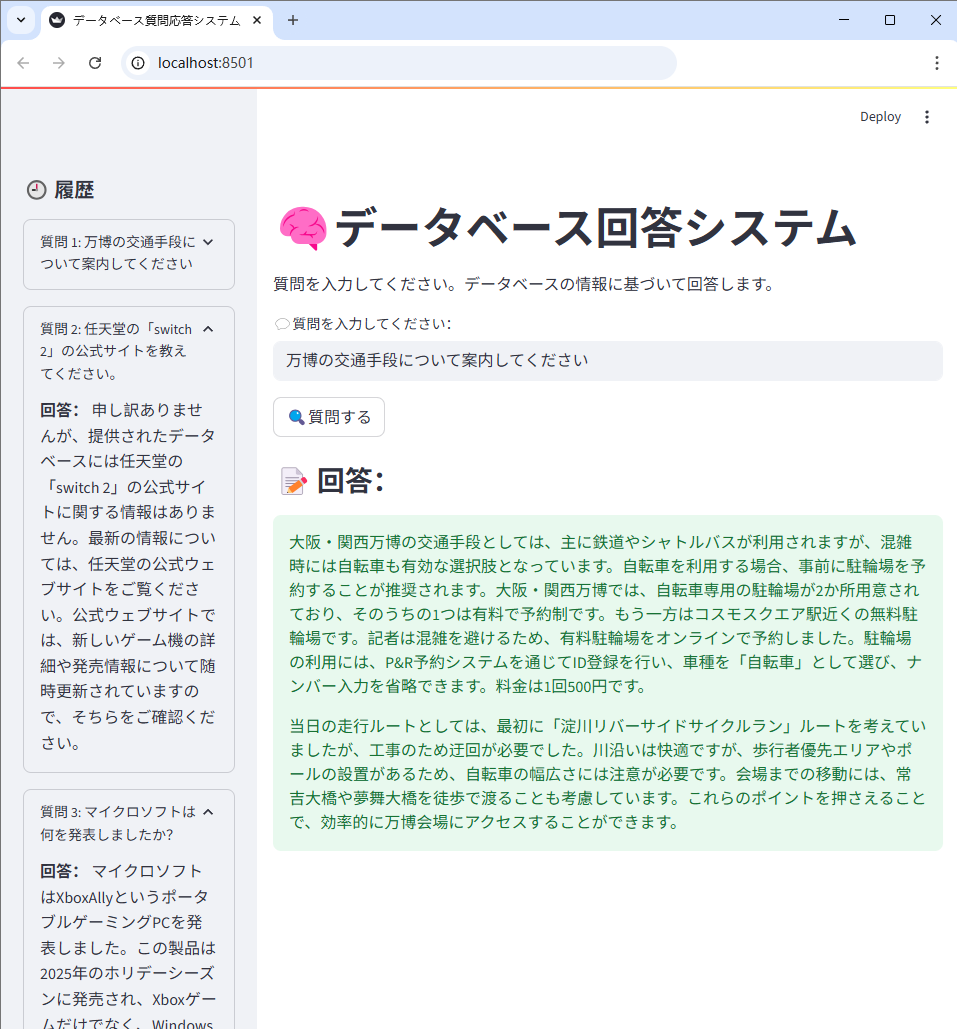 データベース質問応答システム
localhost:8501
Deploy
履歴
質問 1: 万博の交通手段に
ついて案内してください
質問 2: 任天堂の「switch
2」の公式サイトを教え
てください。
回答： 申し訳ありませ
んが、提供されたデータ
ベースには任天堂の
「switch 2」の公式サイ
トに関する情報はありま
せん。最新の情報につい
ては、任天堂の公式ウェ
ブサイトをご覧くださ
い。公式ウェブサイトで
は、新しいゲーム機の詳
細や発売情報について随
時更新されていますの
で、そちらをご確認くだ
さい。
質問 3: マイクロソフトは
何を発表しましたか?
回答： マイクロソフト
はXboxAllyというポータ
ブルゲーミングPCを発
表しました。この製品は
2025年のホリデーシーズ
ンに発売され、Xboxゲー
ムだけでなく、Windows
データベース回答システム
質問を入力してください。データベースの情報に基づいて回答します。
質問を入力してください：
万博の交通手段について案内してください
質問する
回答：
大阪・関西万博の交通手段としては、主に鉄道やシャトルバスが利用されますが、混雑
時には自転車も有効な選択肢となっています。自転車を利用する場合、事前に駐輪場を予
約することが推奨されます。大阪・関西万博では、自転車専用の駐輪場が2か所用意され
ており、そのうちの1つは有料で予約制です。もう一方はコスモスクエア駅近くの無料駐
輪場です。記者は混雑を避けるため、有料駐輪場をオンラインで予約しました。駐輪場
の利用には、P&R予約システムを通じてID登録を行い、車種を「自転車」として選び、ナ
ンバー入力を省略できます。料金は1回500円です。
当日の走行ルートとしては、最初に「淀川リバーサイドサイクルラン」ルートを考えてい
ましたが、工事のため迂回が必要でした。川沿いは快適ですが、歩行者優先エリアやポ
ールの設置があるため、自転車の幅広さには注意が必要です。会場までの移動には、常
吉大橋や夢舞大橋を徒歩で渡ることも考慮しています。これらのポイントを押さえること
で、効率的に万博会場にアクセスすることができます。